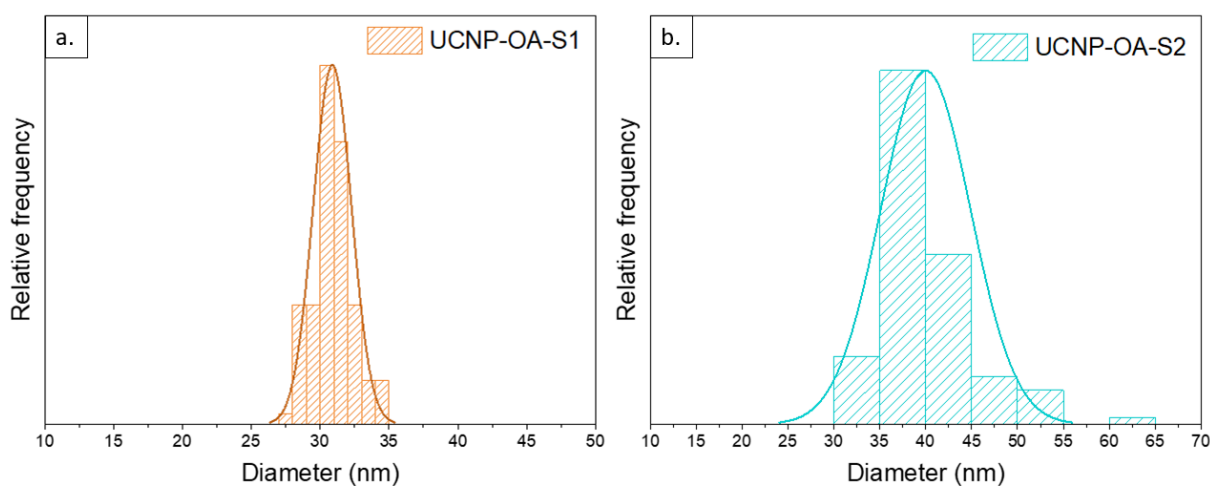 a.
UCNP-OA-S1
Relative frequency
10 15 20 25 30 35 40 45 50
Diameter (nm)
b.
UCNP-OA-S2
Relative frequency
10 15 20 25 30 35 40 45 50 55 60 65 70
Diameter (nm)